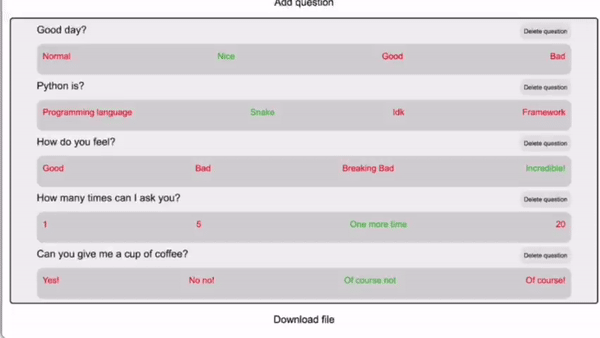 Add question
Good day? Delete question
Normal Nice Good Bad
Python is? Delete question
Programming language Snake Idk Framework
How do you feel? Delete question
Good Bad Breaking Bad Incredible!
How many times can I ask you? Delete question
1 5 One more time 20
Can you give me a cup of coffee? Delete question
Yes! No no! Of course not Of course!
Download file